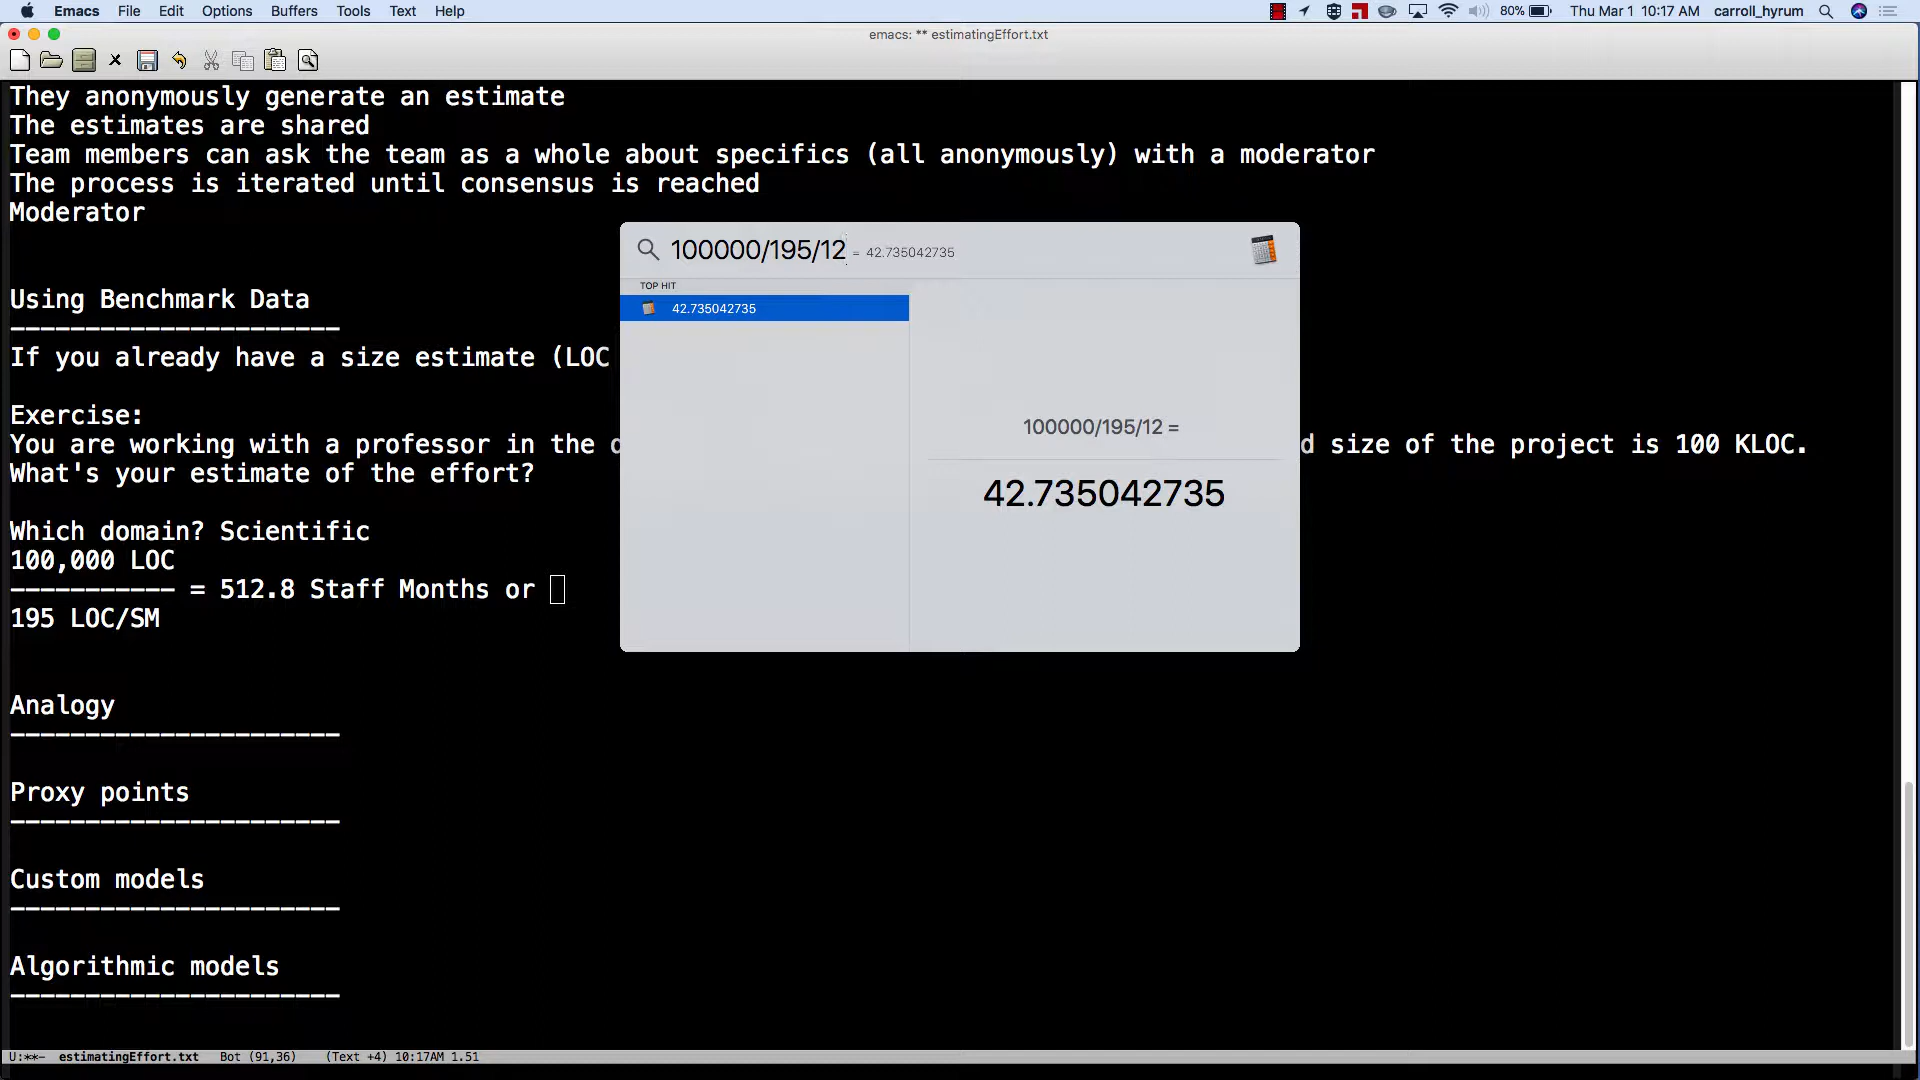 Emacs File Edit Options Buffers Tools Text Help
80% Thu Mar 1 10:17 AM carroll_hyrum
emacs: ** estimatingEffort.txt
They anonymously generate an estimate
The estimates are shared
Team members can ask the team as a whole about specifics (all anonymously) with a moderator
The process is iterated until consensus is reached
Moderator
100000/195/12 = 42.735042735
TOP HIT
42.735042735
100000/195/12 =
42.735042735
Using Benchmark Data
----------------------
If you already have a size estimate (LOC
Exercise:
You are working with a professor in the d size of the project is 100 KLOC.
What's your estimate of the effort?
Which domain? Scientific
100,000 LOC
----------- = 512.8 Staff Months or
195 LOC/SM
Analogy
----------------------
Proxy points
----------------------
Custom models
----------------------
Algorithmic models
----------------------
U:**- estimatingEffort.txt Bot (91,36) (Text +4) 10:17AM 1.51